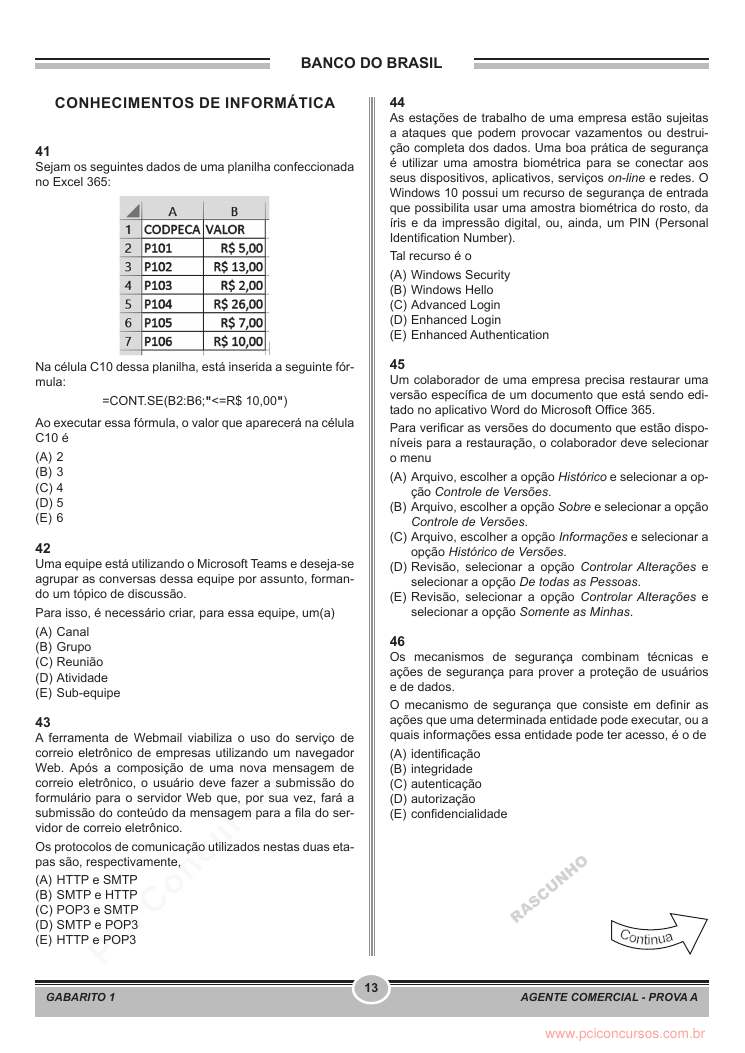 BANCO DO BRASIL
CONHECIMENTOS DE INFORMÁTICA
41
Sejam os seguintes dados de uma planilha confeccionada
no Excel 365:
A B
1 CODPECA VALOR
2 P101 R$ 5,00
3 P102 R$ 13,00
4 P103 R$ 2,00
5 P104 R$ 26,00
6 P105 R$ 7,00
7 P106 R$ 10,00
Na célula C10 dessa planilha, está inserida a seguinte fór-
mula:
=CONT.SE(B2:B6;"<=R$ 10,00")
Ao executar essa fórmula, o valor que aparecerá na célula
C10 é
(A) 2
(B) 3
(C) 4
(D) 5
(E) 6
42
Uma equipe está utilizando o Microsoft Teams e deseja-se
agrupar as conversas dessa equipe por assunto, forman-
do um tópico de discussão.
Para isso, é necessário criar, para essa equipe, um(a)
(A) Canal
(B) Grupo
(C) Reunião
(D) Atividade
(E) Sub-equipe
43
A ferramenta de Webmail viabiliza o uso do serviço de
correio eletrônico de empresas utilizando um navegador
Web. Após a composição de uma nova mensagem de
correio eletrônico, o usuário deve fazer a submissão do
formulário para o servidor Web que, por sua vez, fará a
submissão do conteúdo da mensagem para a fila do ser-
vidor de correio eletrônico.
Os protocolos de comunicação utilizados nestas duas eta-
pas são, respectivamente,
(A) HTTP e SMTP
(B) SMTP e HTTP
(C) POP3 e SMTP
(D) SMTP e POP3
(E) HTTP e POP3
44
As estações de trabalho de uma empresa estão sujeitas
a ataques que podem provocar vazamentos ou destrui-
ção completa dos dados. Uma boa prática de segurança
é utilizar uma amostra biométrica para se conectar aos
seus dispositivos, aplicativos, serviços on-line e redes. O
Windows 10 possui um recurso de segurança de entrada
que possibilita usar uma amostra biométrica do rosto, da
íris e da impressão digital, ou, ainda, um PIN (Personal
Identification Number).
Tal recurso é o
(A) Windows Security
(B) Windows Hello
(C) Advanced Login
(D) Enhanced Login
(E) Enhanced Authentication
45
Um colaborador de uma empresa precisa restaurar uma
versão específica de um documento que está sendo edi-
tado no aplicativo Word do Microsoft Office 365.
Para verificar as versões do documento que estão dispo-
níveis para a restauração, o colaborador deve selecionar
o menu
(A) Arquivo, escolher a opção Histórico e selecionar a op-
ção Controle de Versões.
(B) Arquivo, escolher a opção Sobre e selecionar a opção
Controle de Versões.
(C) Arquivo, escolher a opção Informações e selecionar a
opção Histórico de Versões.
(D) Revisão, selecionar a opção Controlar Alterações e
selecionar a opção De todas as Pessoas.
(E) Revisão, selecionar a opção Controlar Alterações e
selecionar a opção Somente as Minhas.
46
Os mecanismos de segurança combinam técnicas e
ações de segurança para prover a proteção de usuários
e de dados.
O mecanismo de segurança que consiste em definir as
ações que uma determinada entidade pode executar, ou a
quais informações essa entidade pode ter acesso, é o de
(A) identificação
(B) integridade
(C) autenticação
(D) autorização
(E) confidencialidade
RASCUNHO
Continua
GABARITO 1
13
AGENTE COMERCIAL - PROVA A
www.pciconcursos.com.br